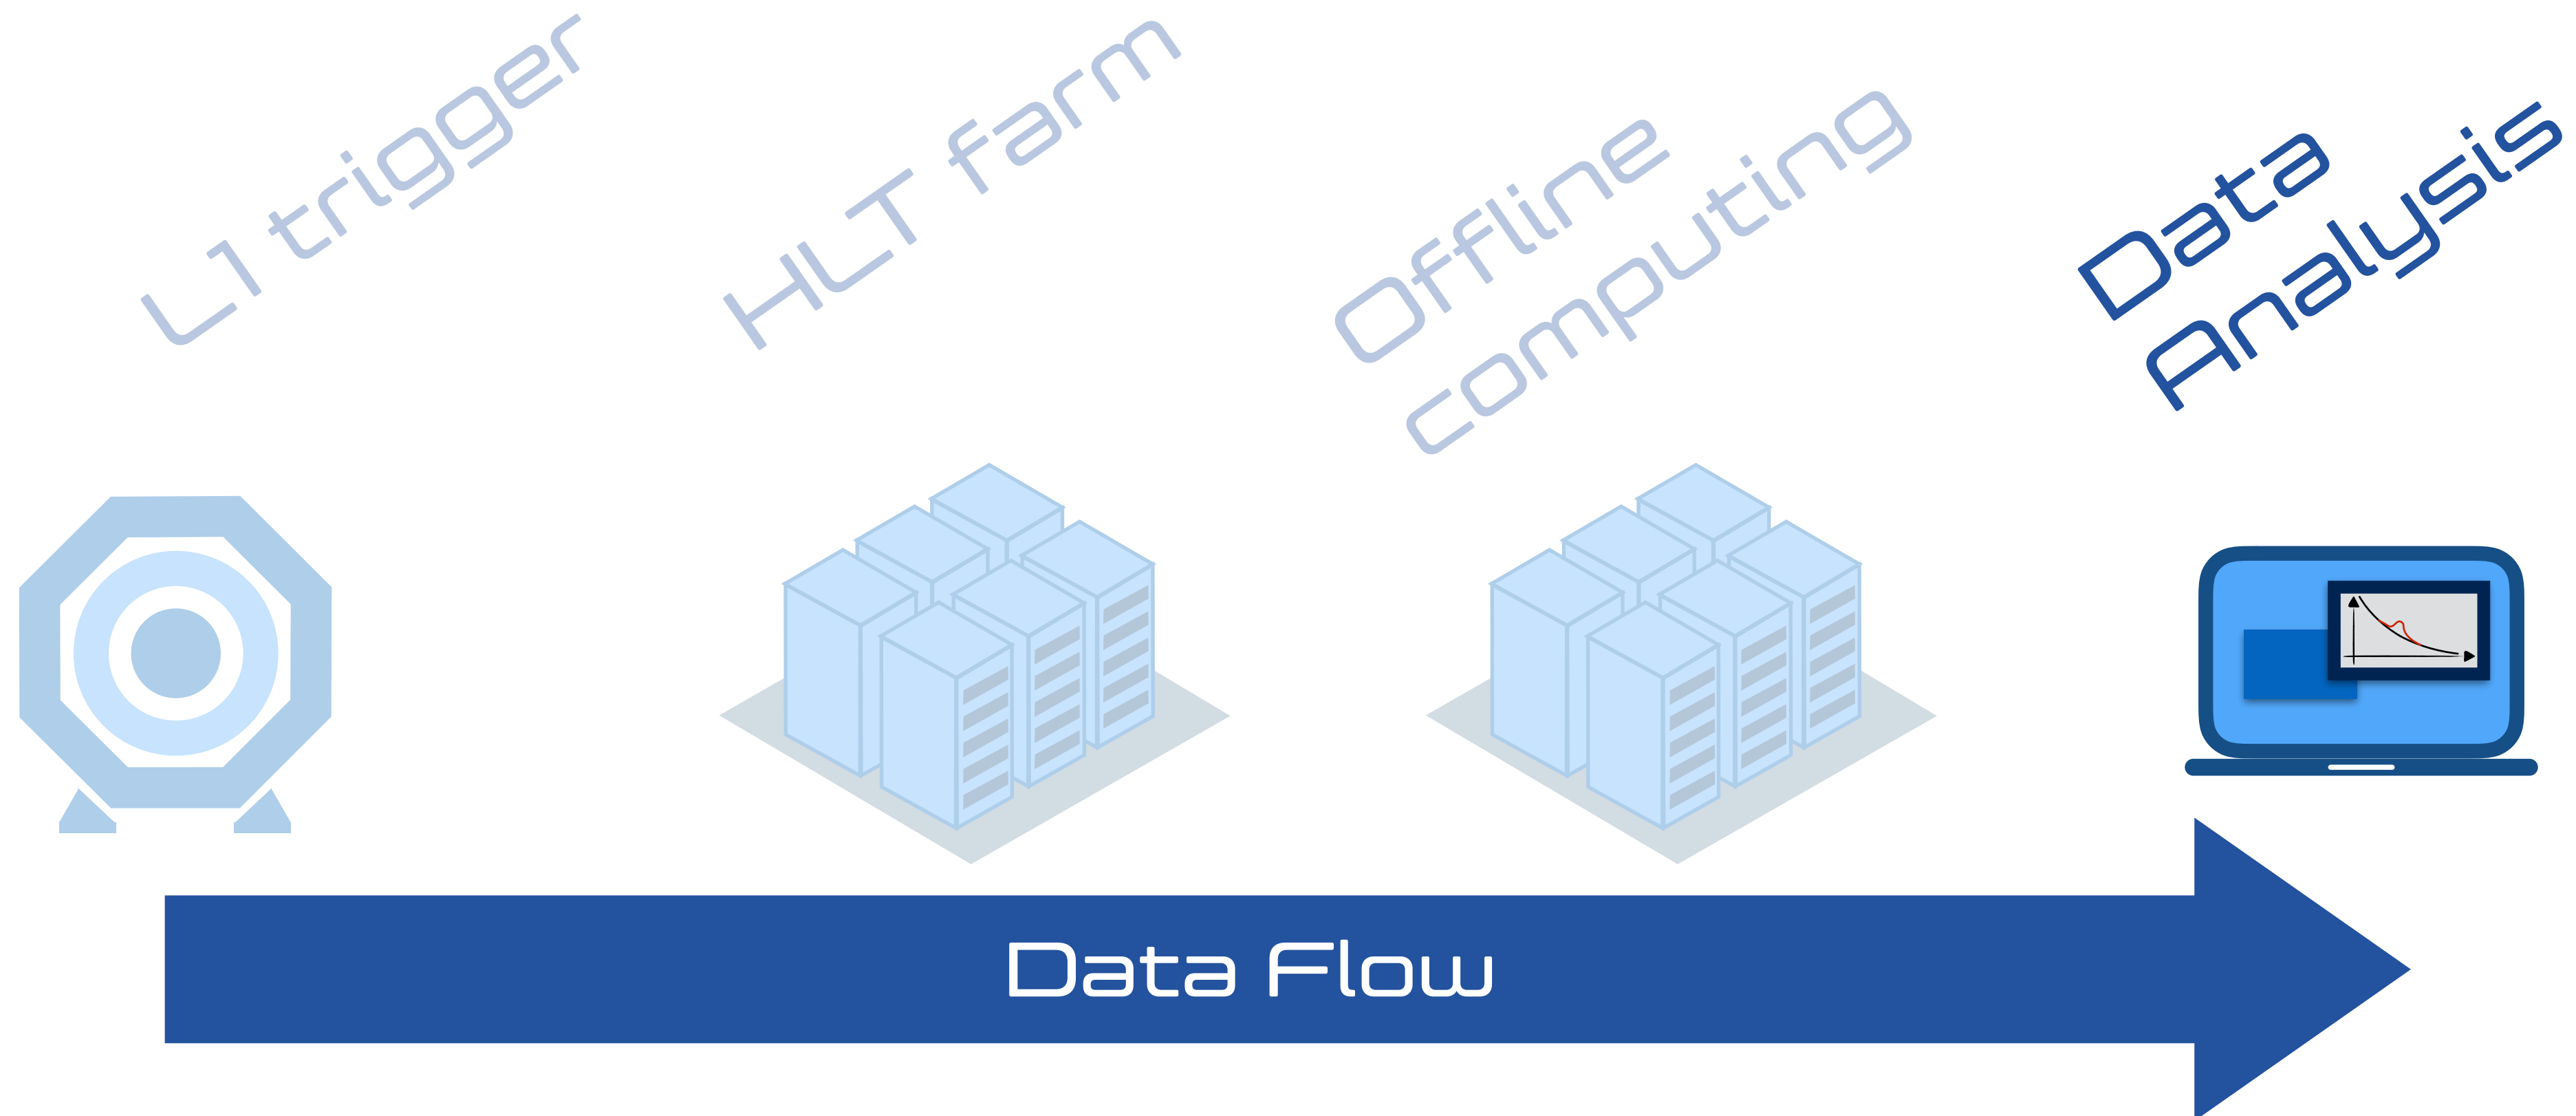 L1 trigger
HLT farm
Offline
computing
Data
Analysis
Data Flow